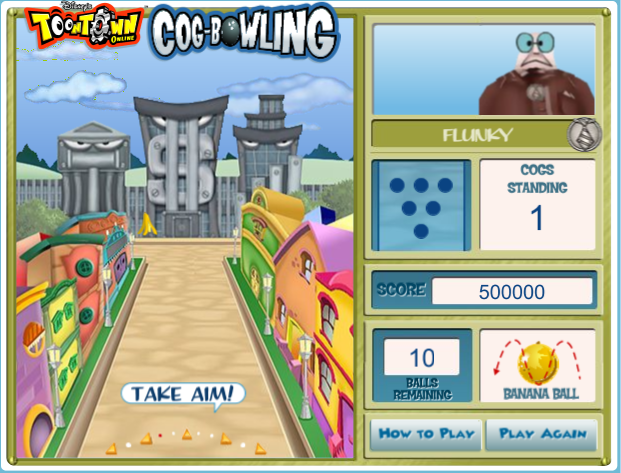 Disney's
TOONTOWN
ONLINE
COG-BOWLING
FLUNKY
COGS
STANDING
1
SCORE 500000
10
BALLS
REMAINING
BANANA BALL
TAKE AIM!
HOW TO PLAY
PLAY AGAIN